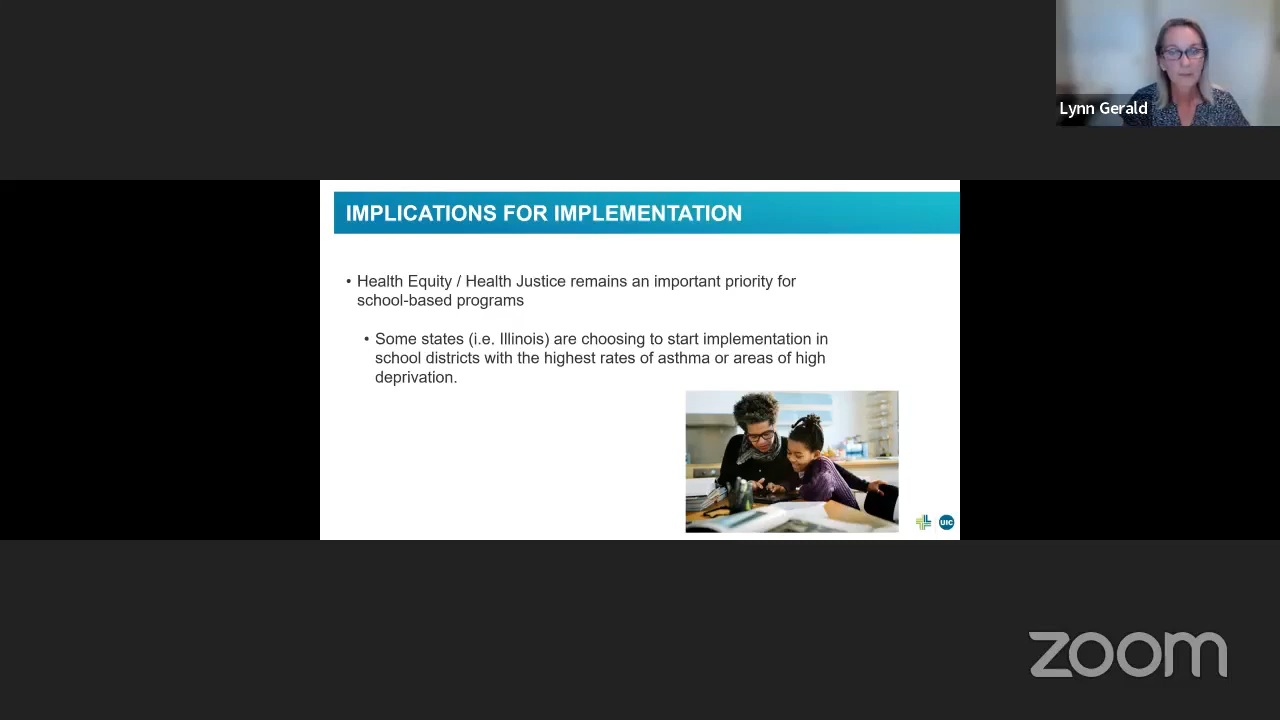 Lynn Gerald
IMPLICATIONS FOR IMPLEMENTATION
• Health Equity / Health Justice remains an important priority for
school-based programs
• Some states (i.e. Illinois) are choosing to start implementation in
school districts with the highest rates of asthma or areas of high
deprivation.
UIC
zoom